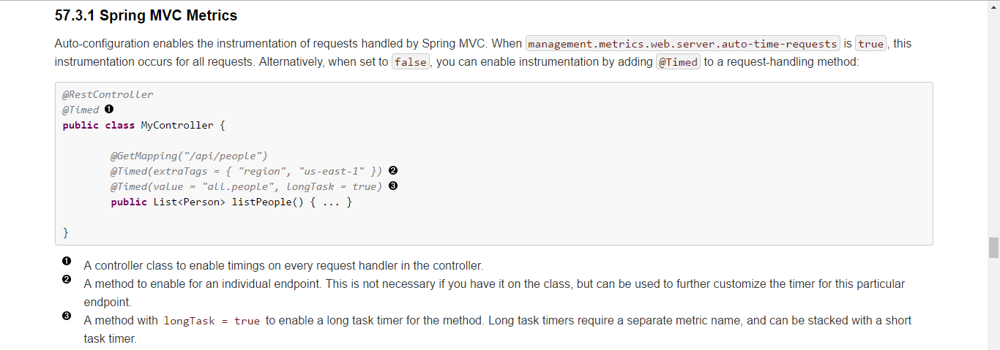 57.3.1 Spring MVC Metrics
Auto-configuration enables the instrumentation of requests handled by Spring MVC. When management.metrics.web.server.auto-time-requests is true, this
instrumentation occurs for all requests. Alternatively, when set to false, you can enable instrumentation by adding @Timed to a request-handling method:
@RestController
@Timed ❶
public class MyController {
@GetMapping("/api/people")
@Timed(extraTags = { "region", "us-east-1" }) ❷
@Timed(value = "all.people", longTask = true) ❸
public List<Person> listPeople() { ... }
}
❶ A controller class to enable timings on every request handler in the controller.
❷ A method to enable for an individual endpoint. This is not necessary if you have it on the class, but can be used to further customize the timer for this particular
endpoint.
❸ A method with longTask = true to enable a long task timer for the method. Long task timers require a separate metric name, and can be stacked with a short
task timer.